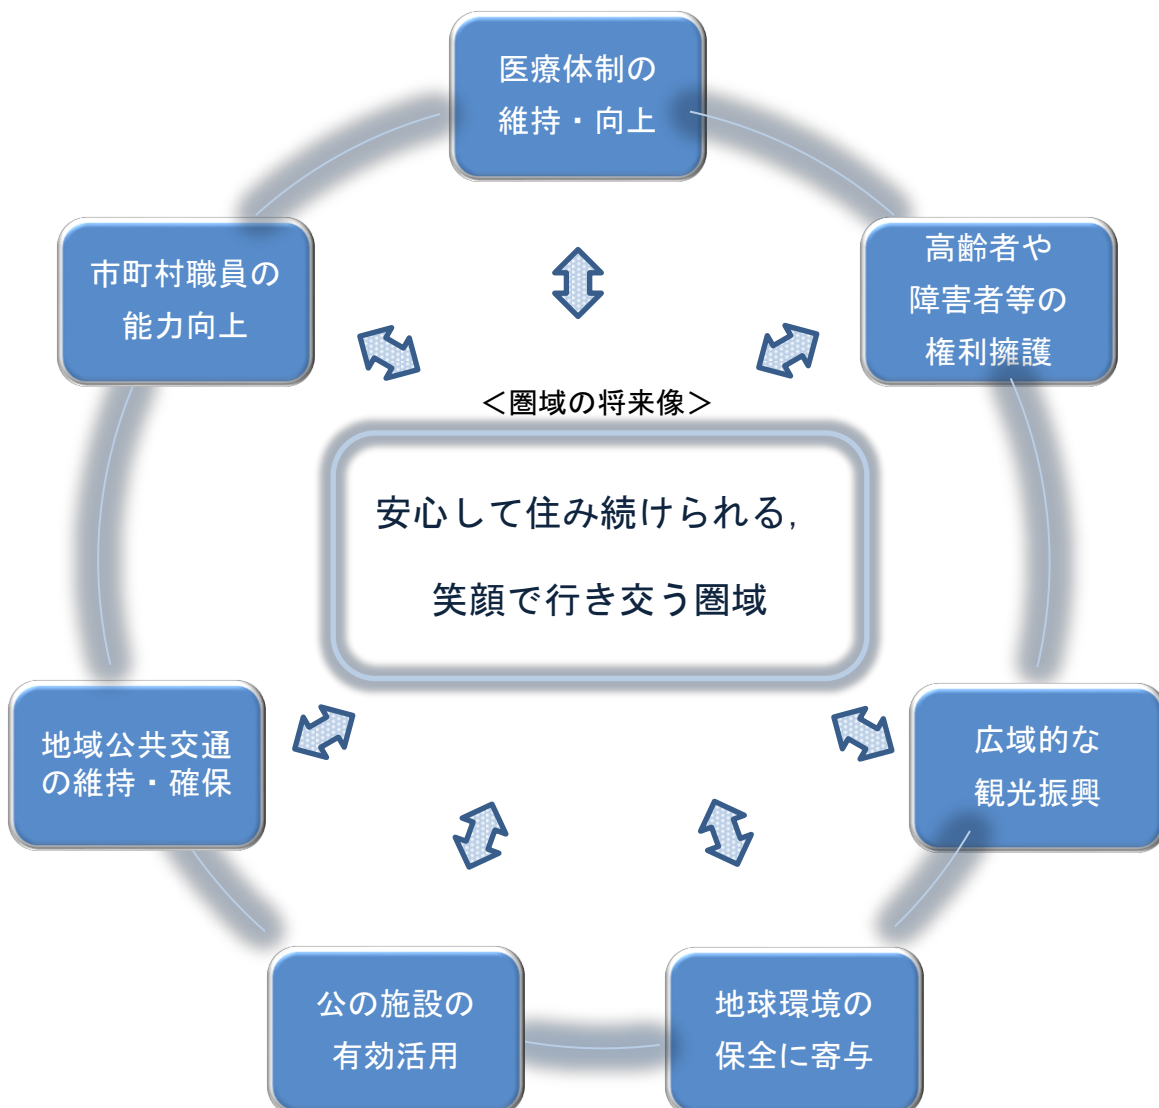 医療体制の
維持・向上
高齢者や
障害者等の
権利擁護
広域的な
観光振興
地球環境の
保全に寄与
公の施設の
有効活用
地域公共交通
の維持・確保
市町村職員の
能力向上
＜圏域の将来像＞
安心して住み続けられる,
笑顔で行き交う圏域